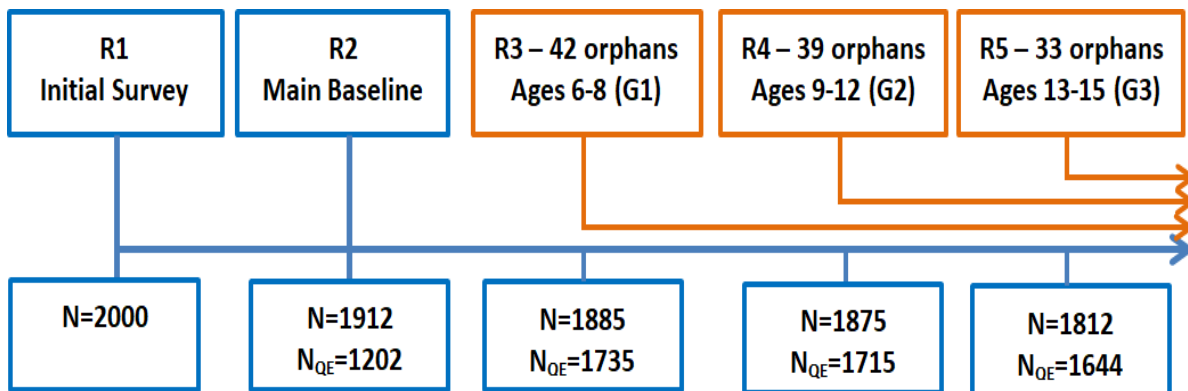 R1
Initial Survey
R2
Main Baseline
R3 – 42 orphans
Ages 6-8 (G1)
R4 – 39 orphans
Ages 9-12 (G2)
R5 – 33 orphans
Ages 13-15 (G3)
N=2000
N=1912
NQE=1202
N=1885
NQE=1735
N=1875
NQE=1715
N=1812
NQE=1644